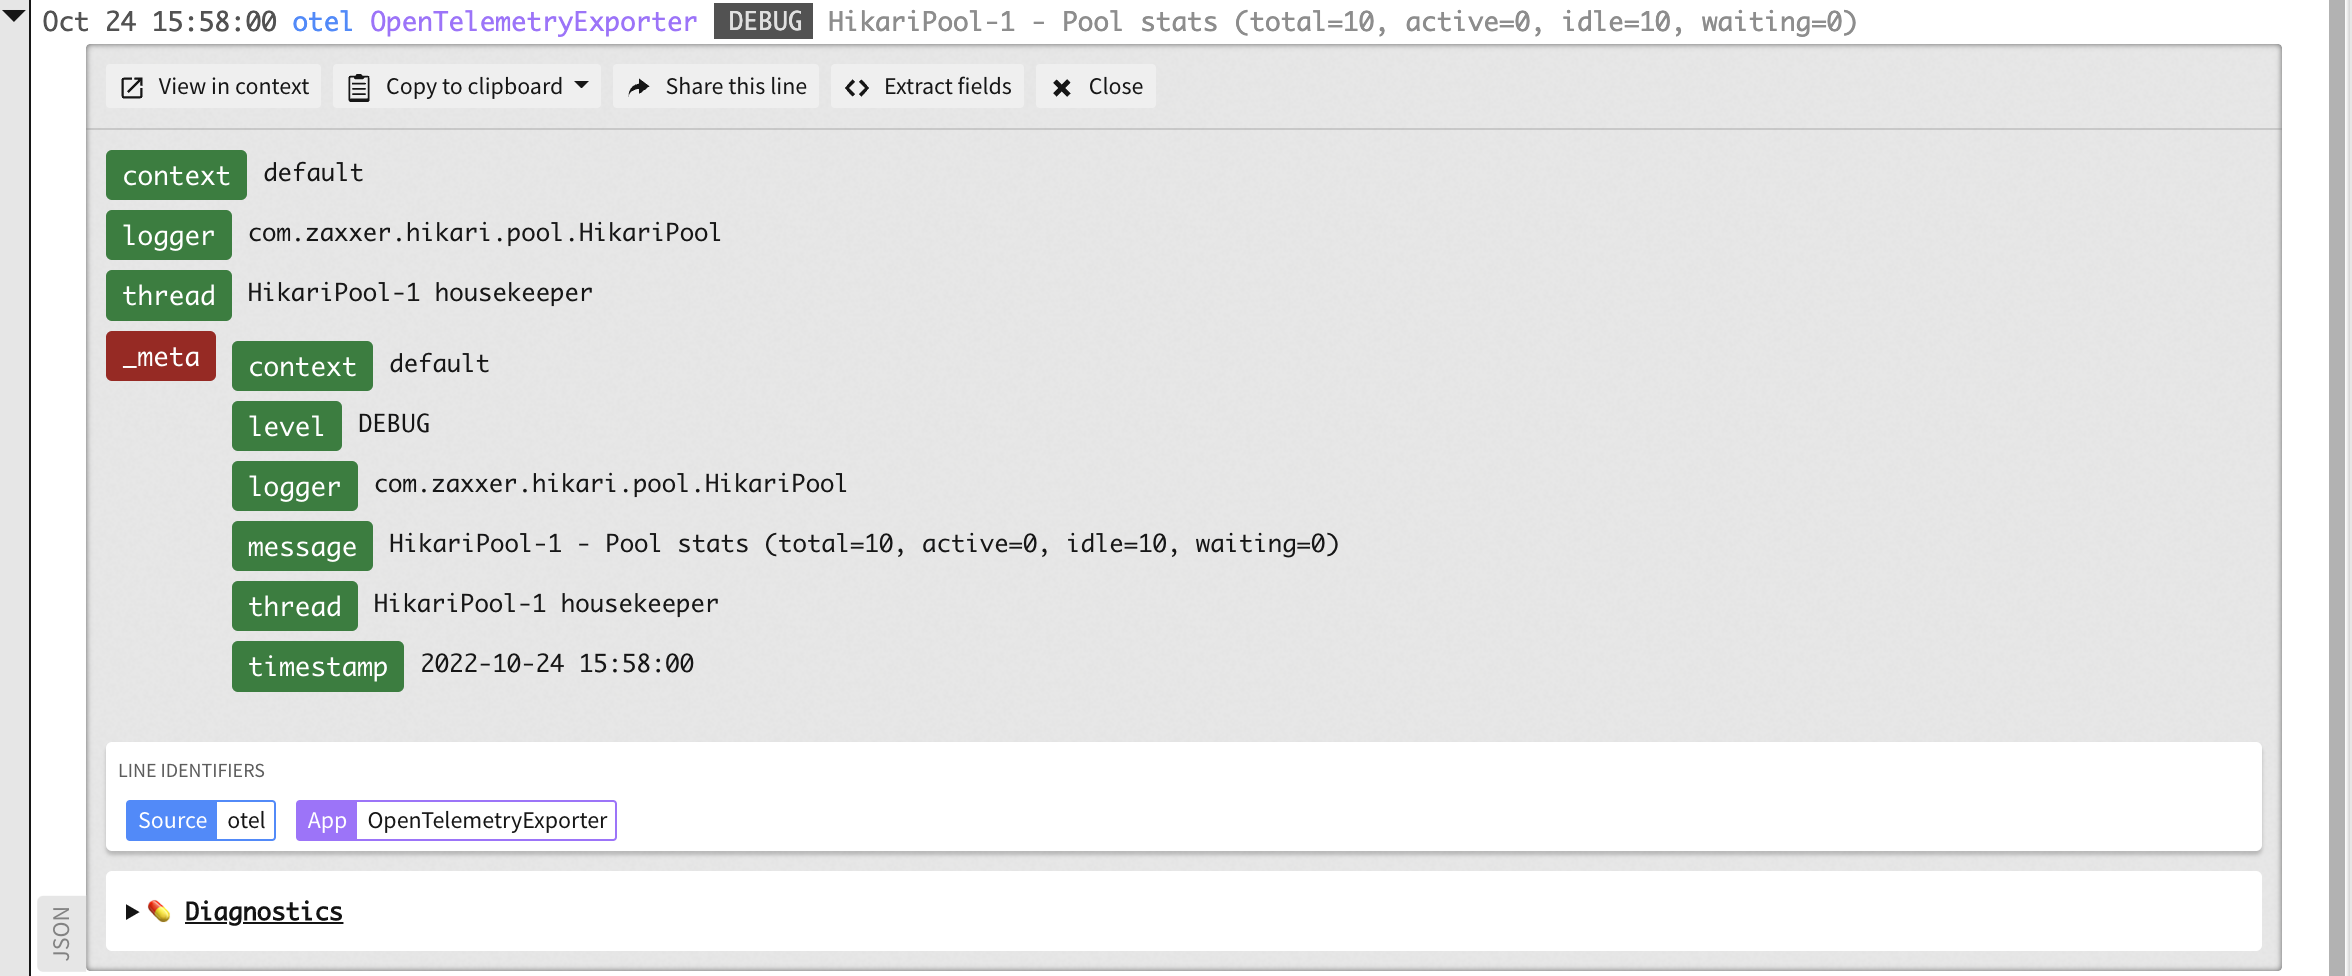 Oct 24 15:58:00 otel OpenTelemetryExporter DEBUG HikariPool-1 - Pool stats (total=10, active=0, idle=10, waiting=0)
View in context Copy to clipboard Share this line Extract fields Close
context default
logger com.zaxxer.hikari.pool.HikariPool
thread HikariPool-1 housekeeper
_meta context default
level DEBUG
logger com.zaxxer.hikari.pool.HikariPool
message HikariPool-1 - Pool stats (total=10, active=0, idle=10, waiting=0)
thread HikariPool-1 housekeeper
timestamp 2022-10-24 15:58:00
LINE IDENTIFIERS
Source otel App OpenTelemetryExporter
Diagnostics
JSON